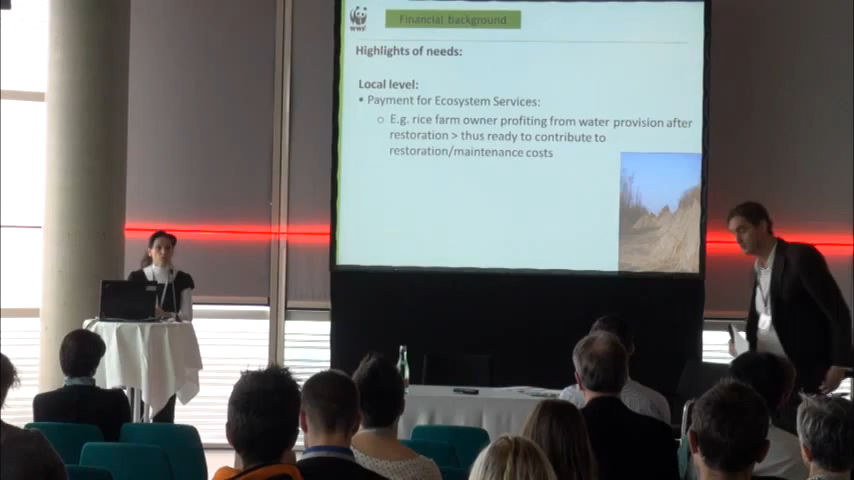 WWF
Financial background
Highlights of needs:
Local level:
• Payment for Ecosystem Services:
o E.g. rice farm owner profiting from water provision after
restoration > thus ready to contribute to
restoration/maintenance costs